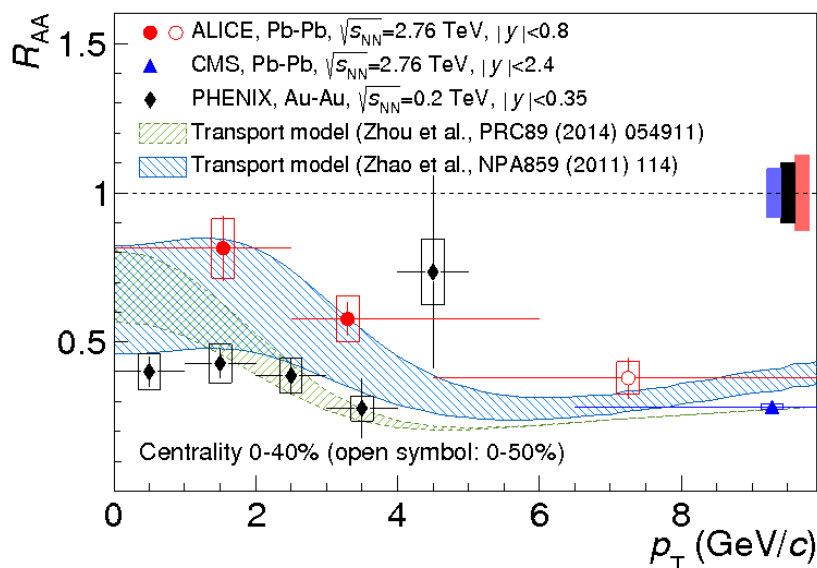 R_AA
1.5
ALICE, Pb-Pb, √s_NN=2.76 TeV, |y|<0.8
CMS, Pb-Pb, √s_NN=2.76 TeV, |y|<2.4
PHENIX, Au-Au, √s_NN=0.2 TeV, |y|<0.35
Transport model (Zhou et al., PRC89 (2014) 054911)
Transport model (Zhao et al., NPA859 (2011) 114)
1
0.5
Centrality 0-40% (open symbol: 0-50%)
0 2 4 6 8
p_T (GeV/c)